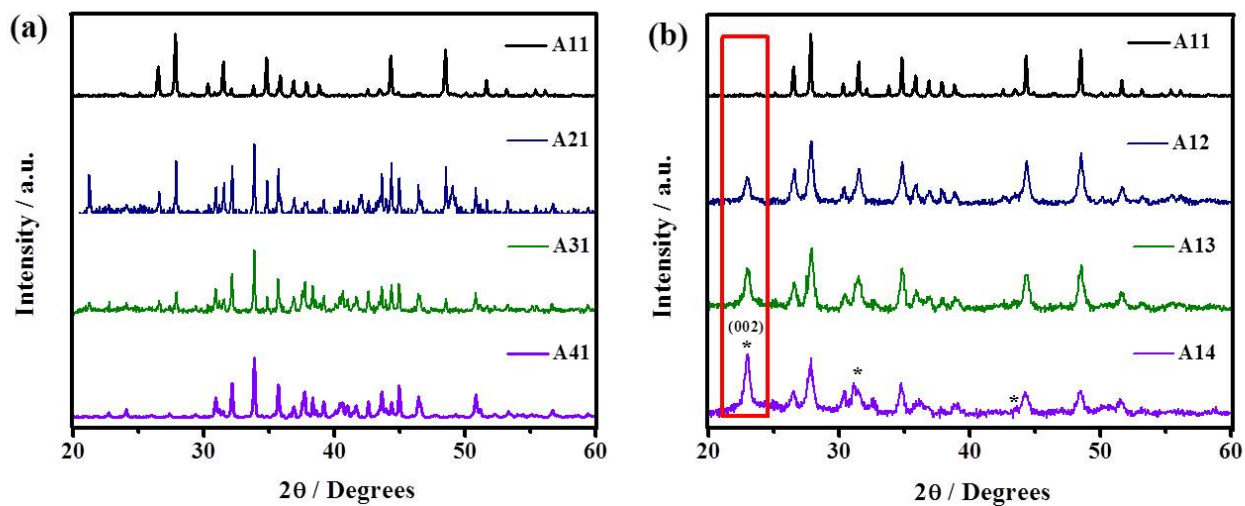 (a)
A11
A21
A31
A41
Intensity / a.u.
20 30 40 50 60
2θ / Degrees
(b)
A11
A12
A13
(002)
*
A14
*
*
Intensity / a.u.
20 30 40 50 60
2θ / Degrees